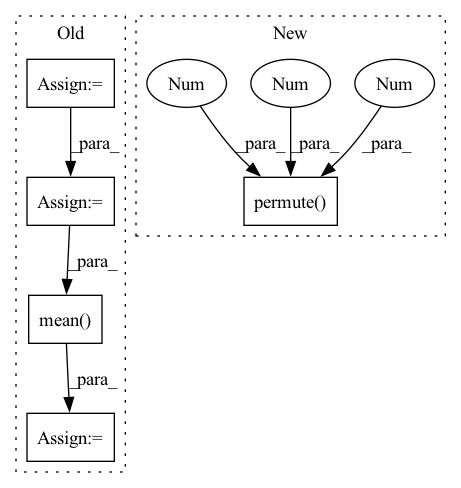 Old
New
Assign:=
Num
Num
Num
_para_
_para_
_para_
_para_
Assign:=
permute()
_para_
mean()
_para_
Assign:=